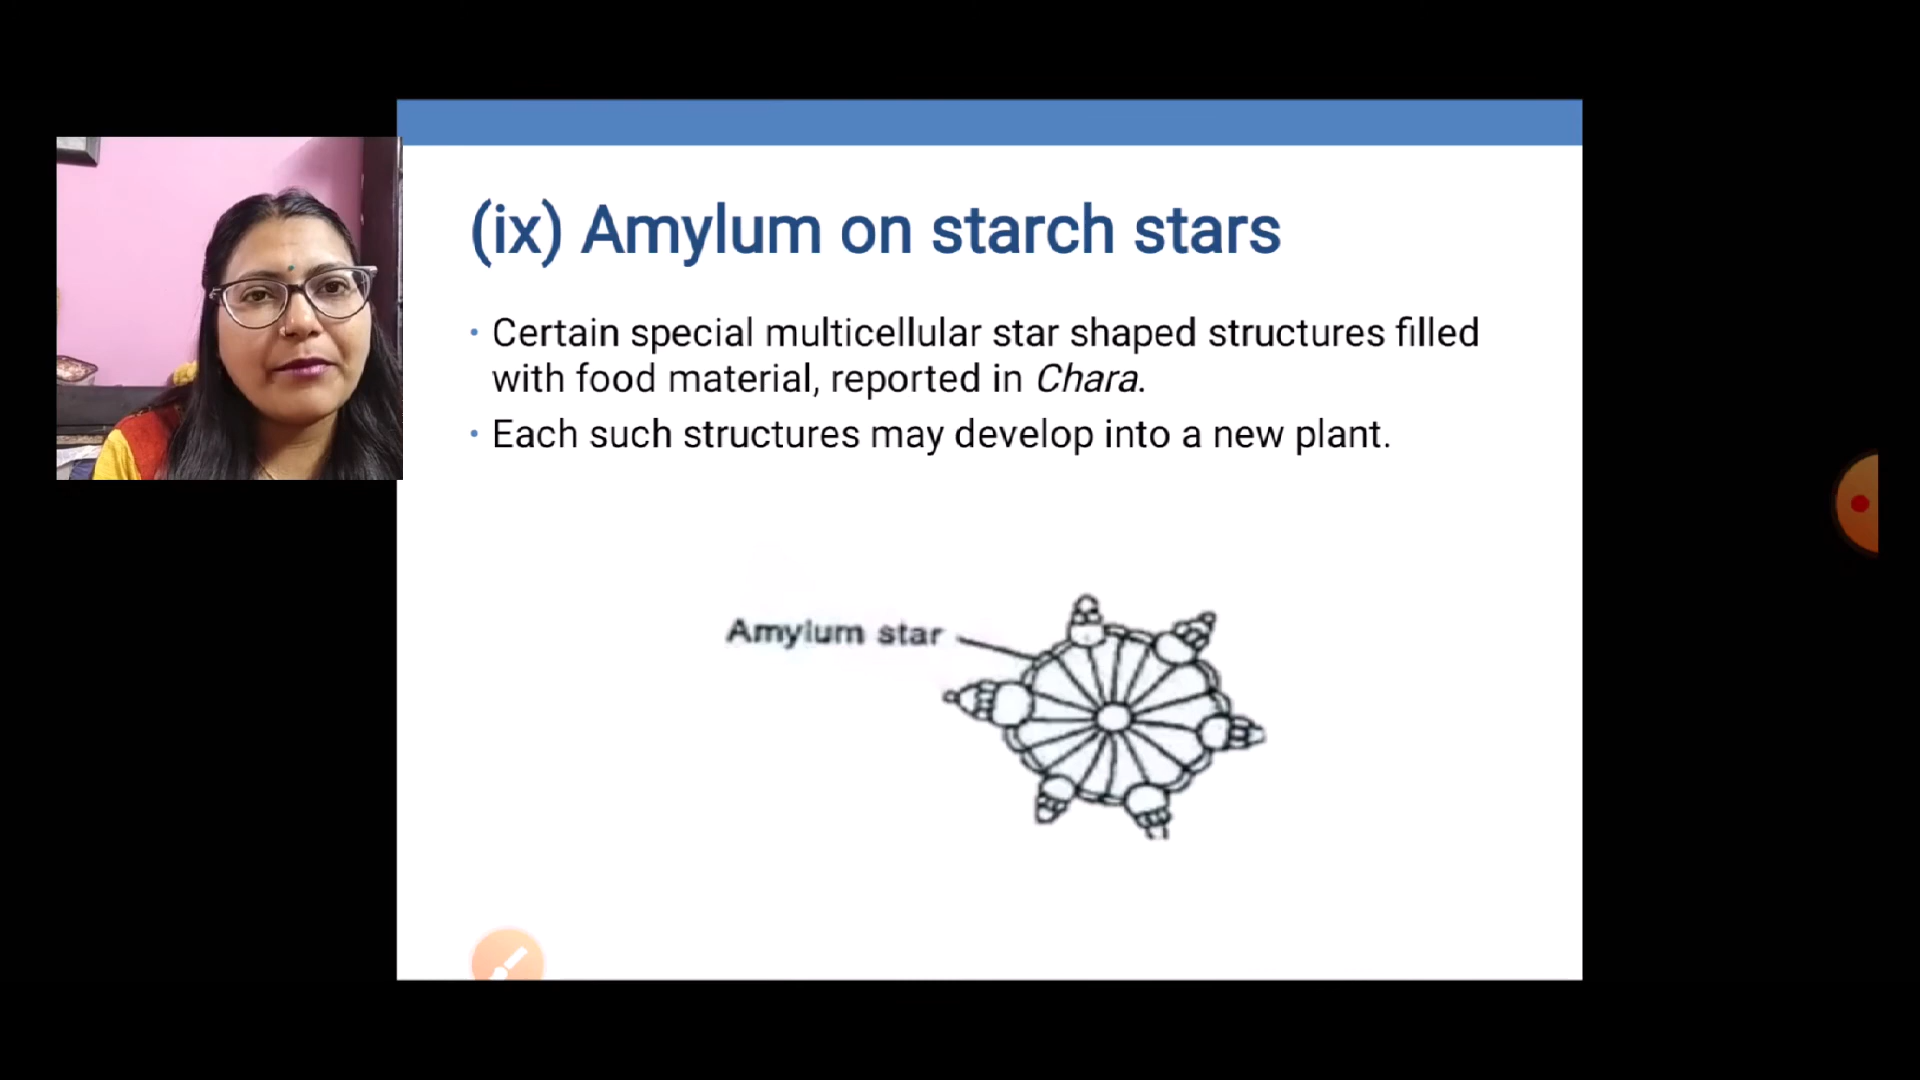 (ix) Amylum on starch stars
• Certain special multicellular star shaped structures filled
with food material, reported in Chara.
• Each such structures may develop into a new plant.
Amylum star